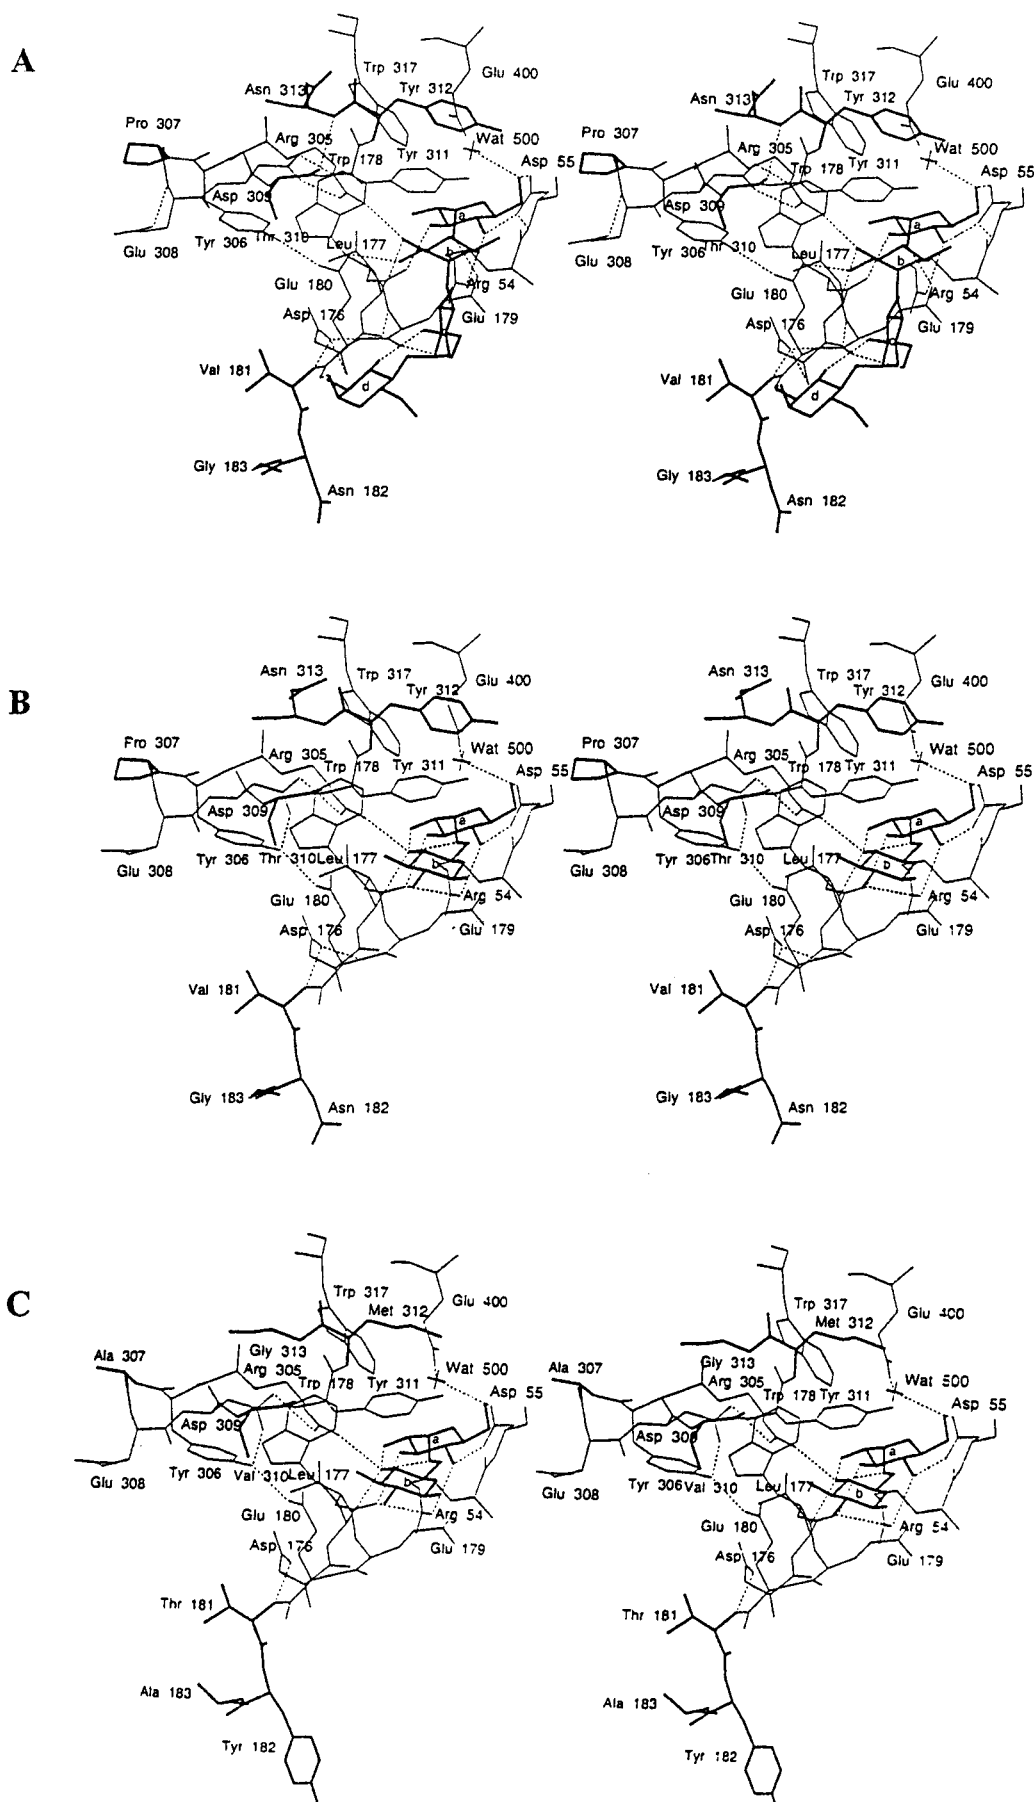 A
Trp 317
Glu 400
Asn 313
Tyr 312
Pro 307
Arg 305
Wat 500
Trp 178
Tyr 311
Asp 55
Asp 309
a
Glu 308
Tyr 306
Thr 310
Leu 177
b
Glu 180
Arg 54
Asp 176
Glu 179
Val 181
d
Gly 183
Asn 182
Trp 317
Glu 400
Asn 313
Tyr 312
Pro 307
Arg 305
Wat 500
Trp 178
Tyr 311
Asp 55
Asp 309
a
Glu 308
Tyr 306
Thr 310
Leu 177
b
Glu 180
Arg 54
Asp 176
Glu 179
c
Val 181
d
Gly 183
Asn 182
B
Asn 313
Trp 317
Glu 400
Tyr 312
Pro 307
Arg 305
Wat 500
Trp 178
Tyr 311
Asp 55
Asp 309
a
Glu 308
Tyr 306
Thr 310
Leu 177
b
Glu 180
Arg 54
Asp 176
Glu 179
Val 181
Gly 183
Asn 182
Asn 313
Trp 317
Glu 400
Tyr 312
Pro 307
Arg 305
Wat 500
Trp 178
Tyr 311
Asp 55
Asp 309
a
Glu 308
Tyr 306
Thr 310
Leu 177
b
Glu 180
Arg 54
Asp 176
Glu 179
Val 181
Gly 183
Asn 182
C
Trp 317
Glu 400
Met 312
Gly 313
Ala 307
Arg 305
Wat 500
Trp 178
Tyr 311
Asp 55
Asp 309
a
Glu 308
Tyr 306
Val 310
Leu 177
b
Glu 180
Arg 54
Asp 176
Glu 179
Thr 181
Ala 183
Tyr 182
Trp 317
Glu 400
Met 312
Gly 313
Ala 307
Arg 305
Wat 500
Trp 178
Tyr 311
Asp 55
Asp 309
a
Glu 308
Tyr 306
Val 310
Leu 177
b
Glu 180
Arg 54
Asp 176
Glu 179
Thr 181
Ala 183
Tyr 182